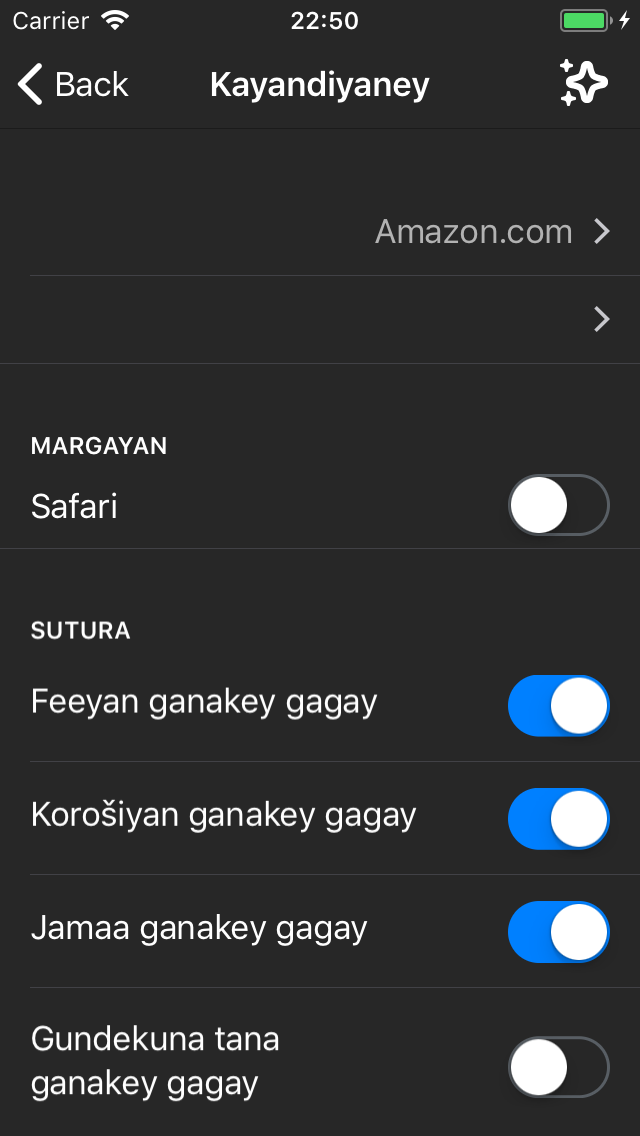 Carrier 22:50
Back Kayandiyaney
Amazon.com
MARGAYAN
Safari
SUTURA
Feeyan ganakey gagay
Korošiyan ganakey gagay
Jamaa ganakey gagay
Gundekuna tana
ganakey gagay